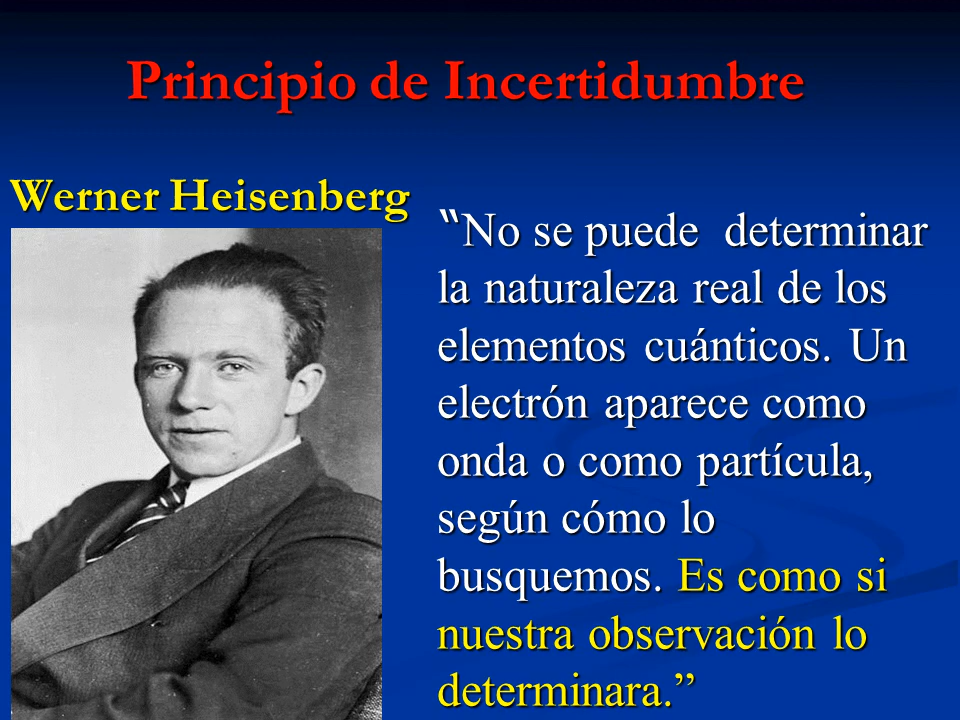 Principio de Incertidumbre
Werner Heisenberg
“No se puede determinar
la naturaleza real de los
elementos cuánticos. Un
electrón aparece como
onda o como partícula,
según cómo lo
busquemos. Es como si
nuestra observación lo
determinara.”